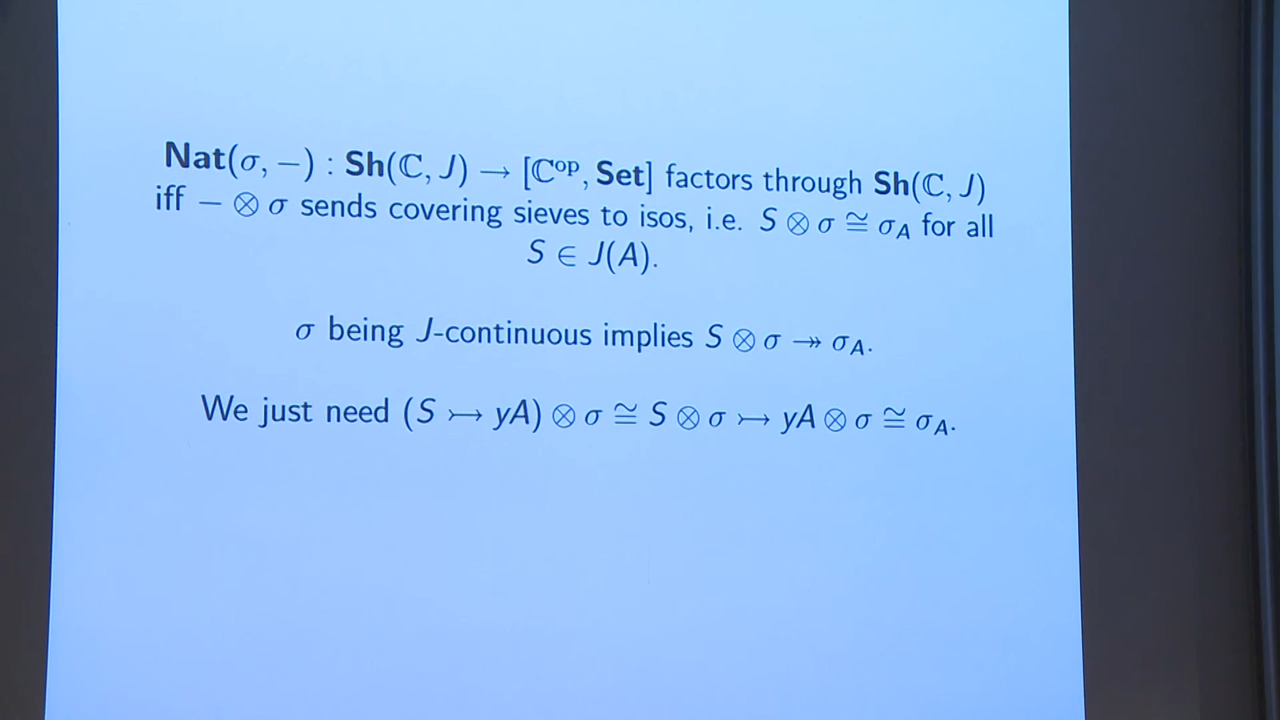 Nat(σ, −) : Sh(ℂ, J) → [ℂᵒᵖ, Set] factors through Sh(ℂ, J)
iff − ⊗ σ sends covering sieves to isos, i.e. S ⊗ σ ≅ σ_A for all
S ∈ J(A).
σ being J-continuous implies S ⊗ σ ↠ σ_A.
We just need (S ↣ yA) ⊗ σ ≅ S ⊗ σ ↣ yA ⊗ σ ≅ σ_A.